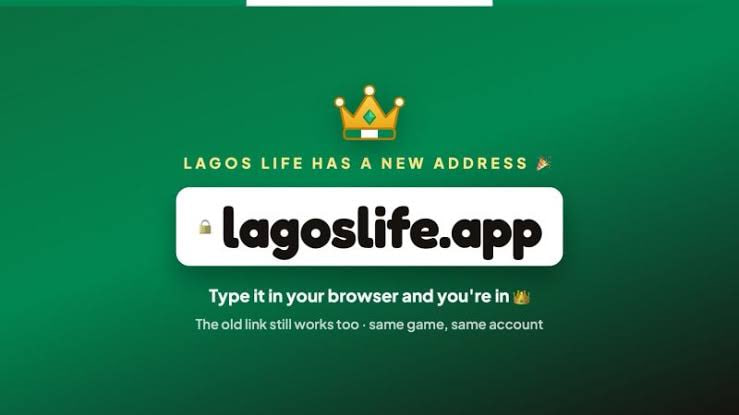 LAGOS LIFE HAS A NEW ADDRESS 🎉
🔒 lagoslife.app
Type it in your browser and you're in 👑
The old link still works too · same game, same account